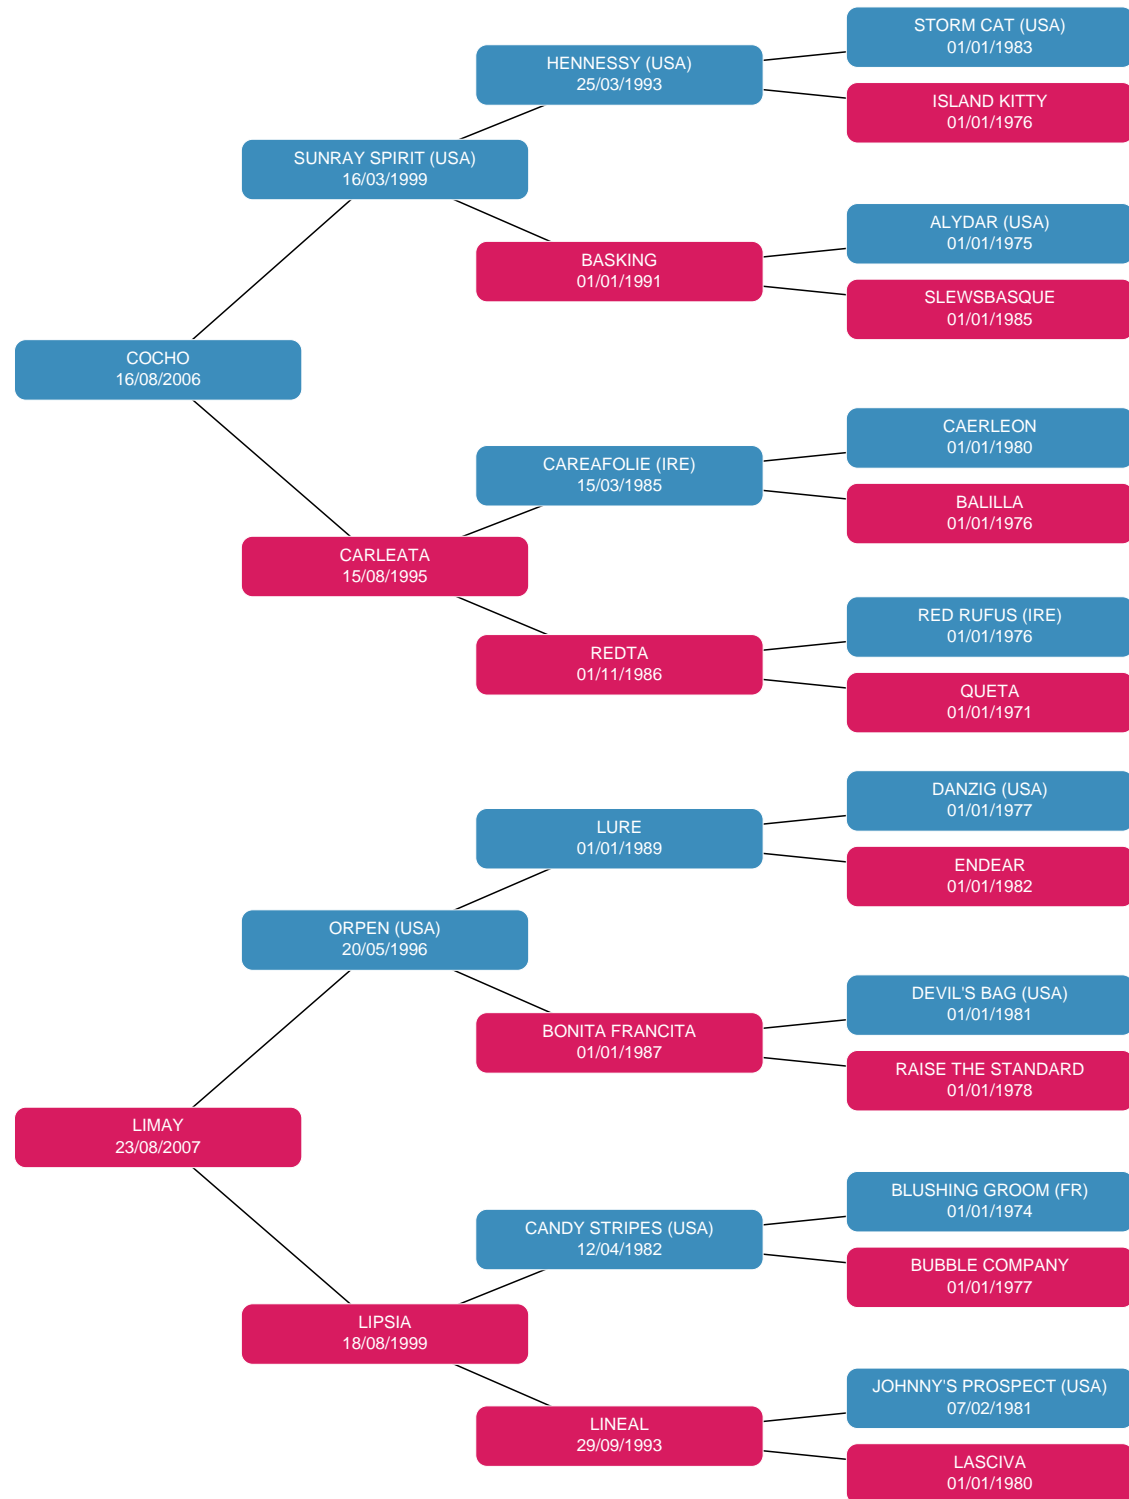 STORM CAT (USA)
01/01/1983
HENNESSY (USA)
25/03/1993
ISLAND KITTY
01/01/1976
SUNRAY SPIRIT (USA)
16/03/1999
ALYDAR (USA)
01/01/1975
BASKING
01/01/1991
SLEWSBASQUE
01/01/1985
COCHO
16/08/2006
CAERLEON
01/01/1980
CAREAFOLIE (IRE)
15/03/1985
BALILLA
01/01/1976
CARLEATA
15/08/1995
RED RUFUS (IRE)
01/01/1976
REDTA
01/11/1986
QUETA
01/01/1971
DANZIG (USA)
01/01/1977
LURE
01/01/1989
ENDEAR
01/01/1982
ORPEN (USA)
20/05/1996
DEVIL'S BAG (USA)
01/01/1981
BONITA FRANCITA
01/01/1987
RAISE THE STANDARD
01/01/1978
LIMAY
23/08/2007
BLUSHING GROOM (FR)
01/01/1974
CANDY STRIPES (USA)
12/04/1982
BUBBLE COMPANY
01/01/1977
LIPSIA
18/08/1999
JOHNNY'S PROSPECT (USA)
07/02/1981
LINEAL
29/09/1993
LASCIVA
01/01/1980